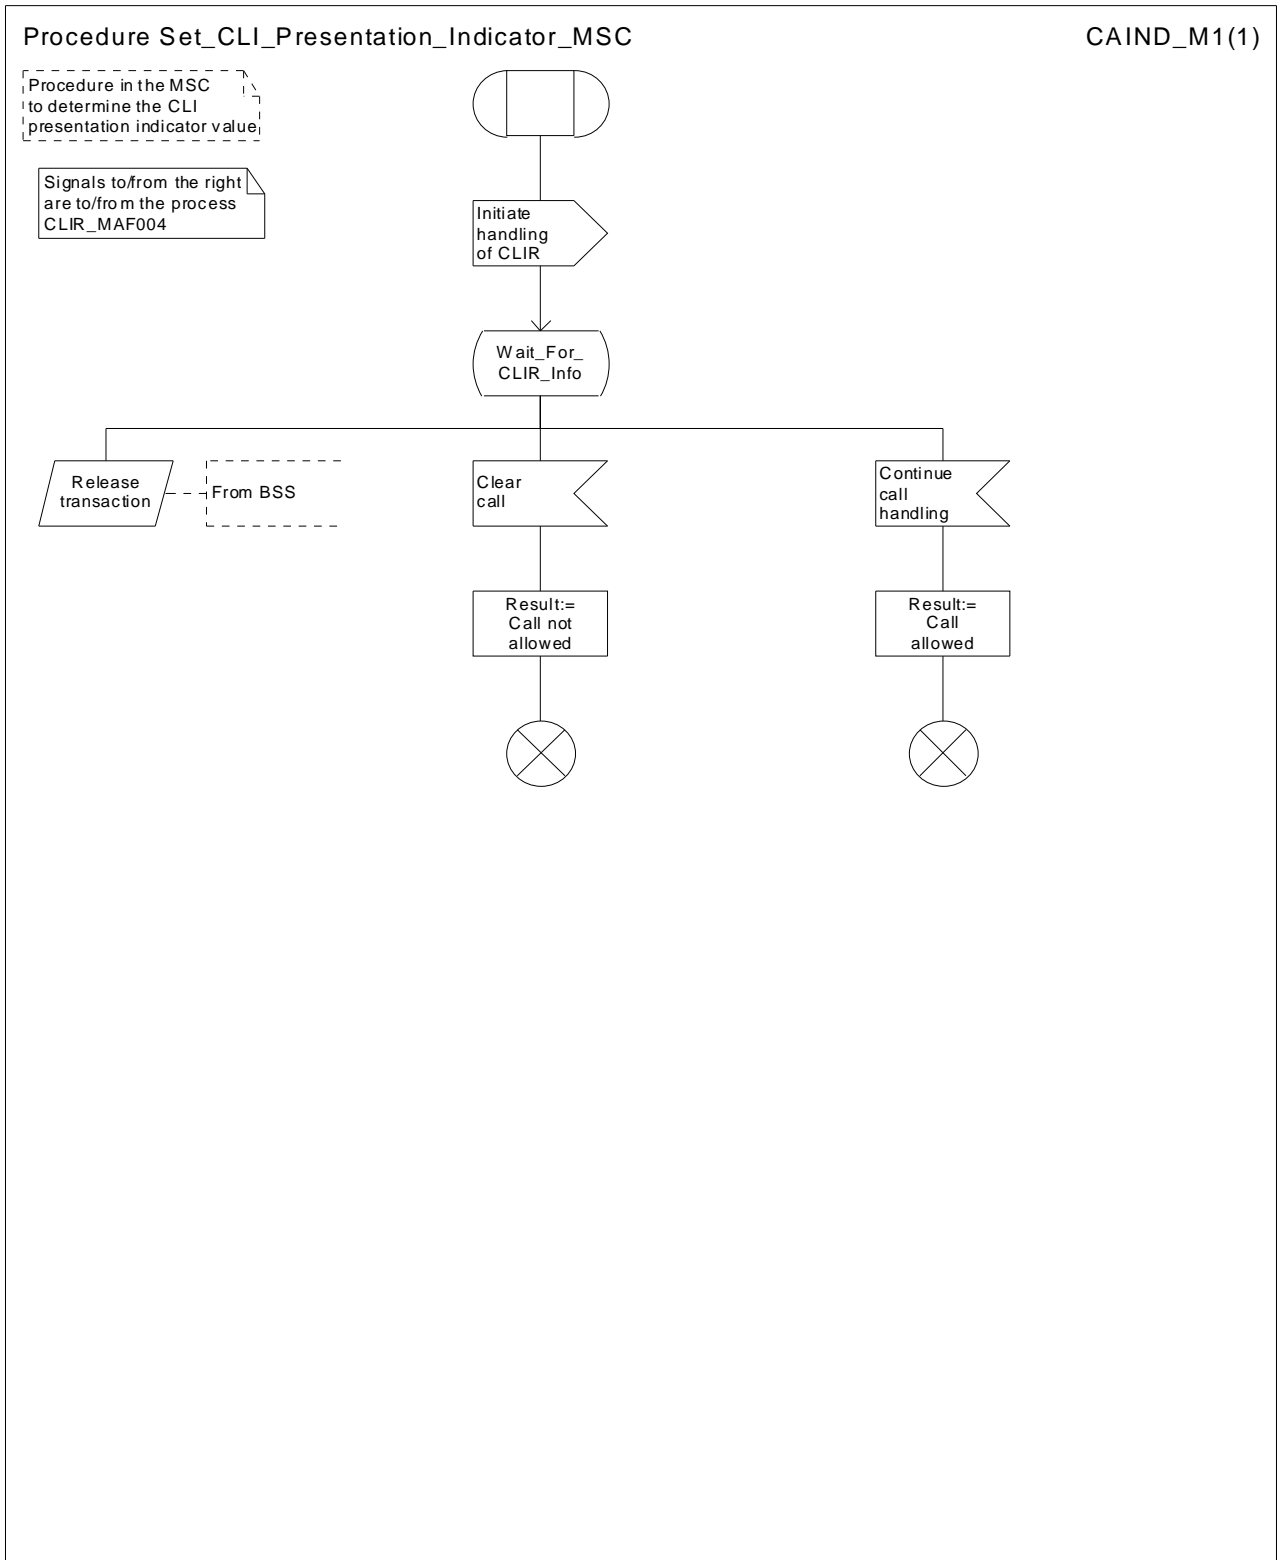 Procedure Set_CLI_Presentation_Indicator_MSC
CAIND_M1(1)
Procedure in the MSC
to determine the CLI
presentation indicator value
Signals to/from the right
are to/from the process
CLIR_MAF004
Initiate
handling
of CLIR
Wait_For_
CLIR_Info
Release
transaction
From BSS
Clear
call
Continue
call
handling
Result:=
Call not
allowed
Result:=
Call
allowed